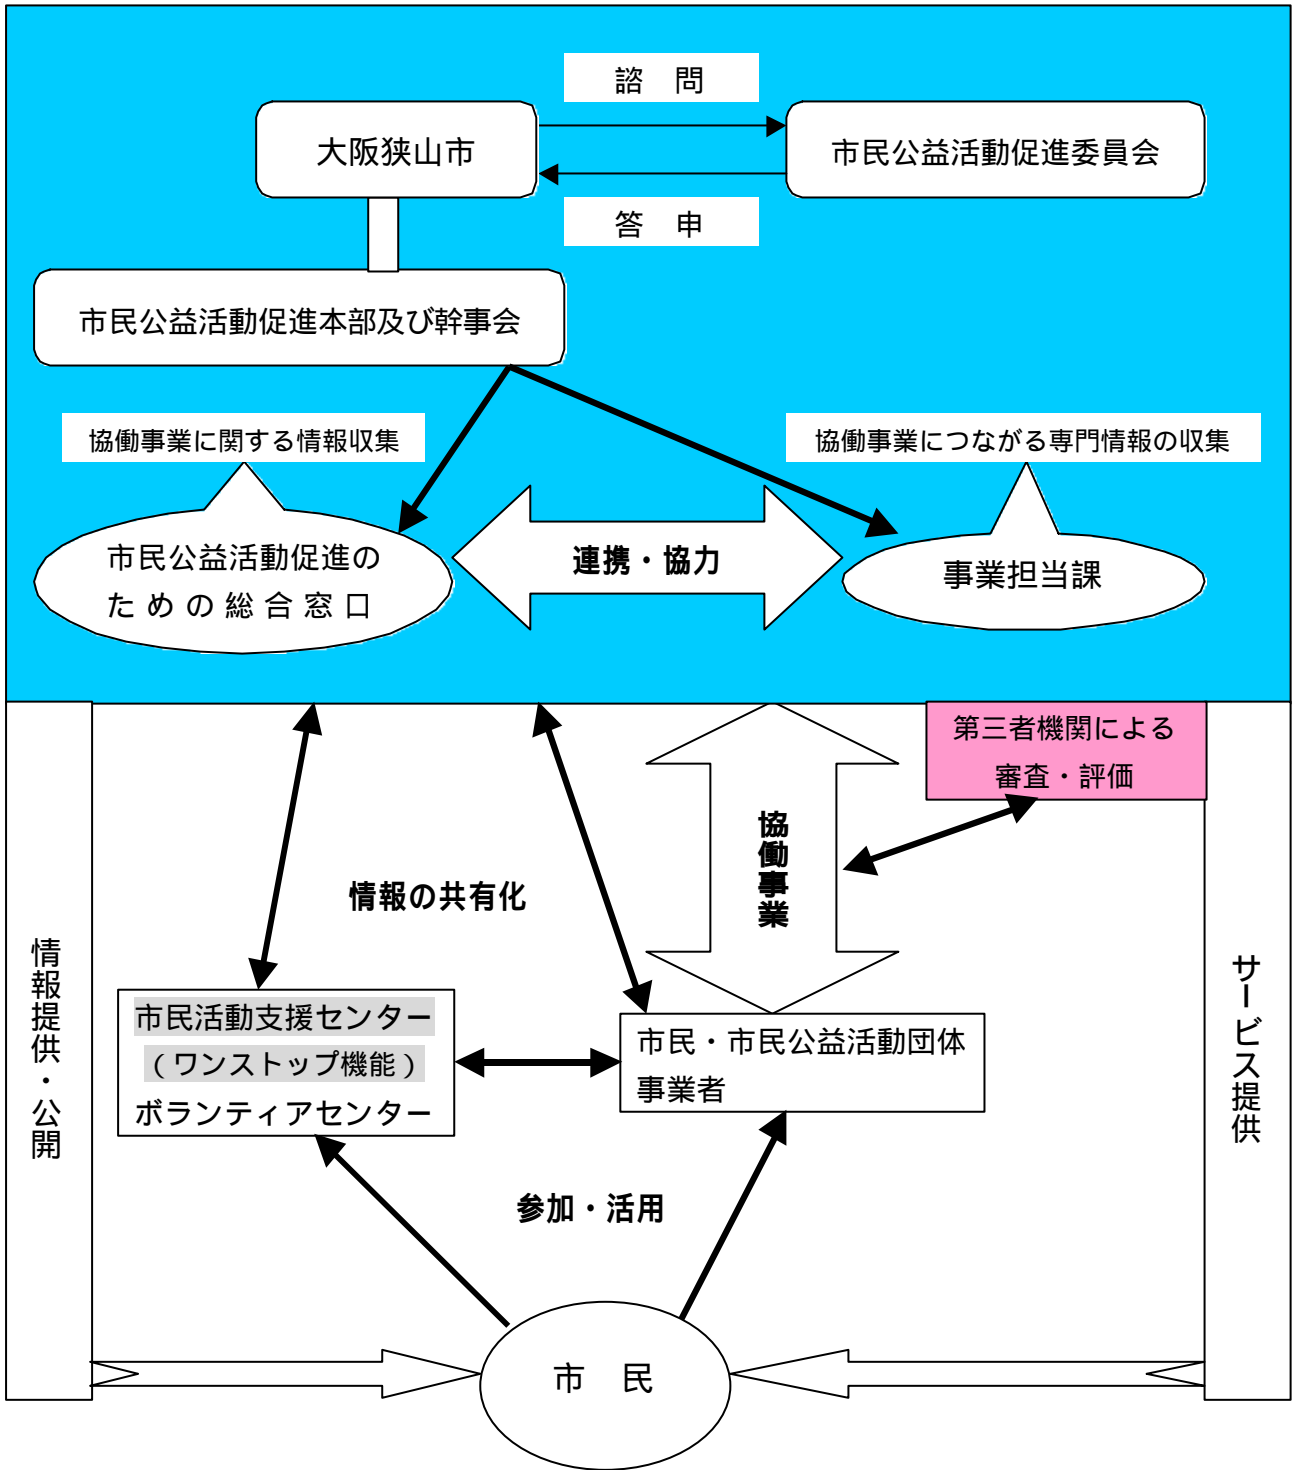 諮　問
大阪狭山市
市民公益活動促進委員会
答　申
市民公益活動促進本部及び幹事会
協働事業に関する情報収集
協働事業につながる専門情報の収集
市民公益活動促進の
ための総合窓口
連携・協力
事業担当課
第三者機関による
審査・評価
協働事業
情報の共有化
情報提供・公開
サービス提供
市民活動支援センター
（ワンストップ機能）
ボランティアセンター
市民・市民公益活動団体
事業者
参加・活用
市　民